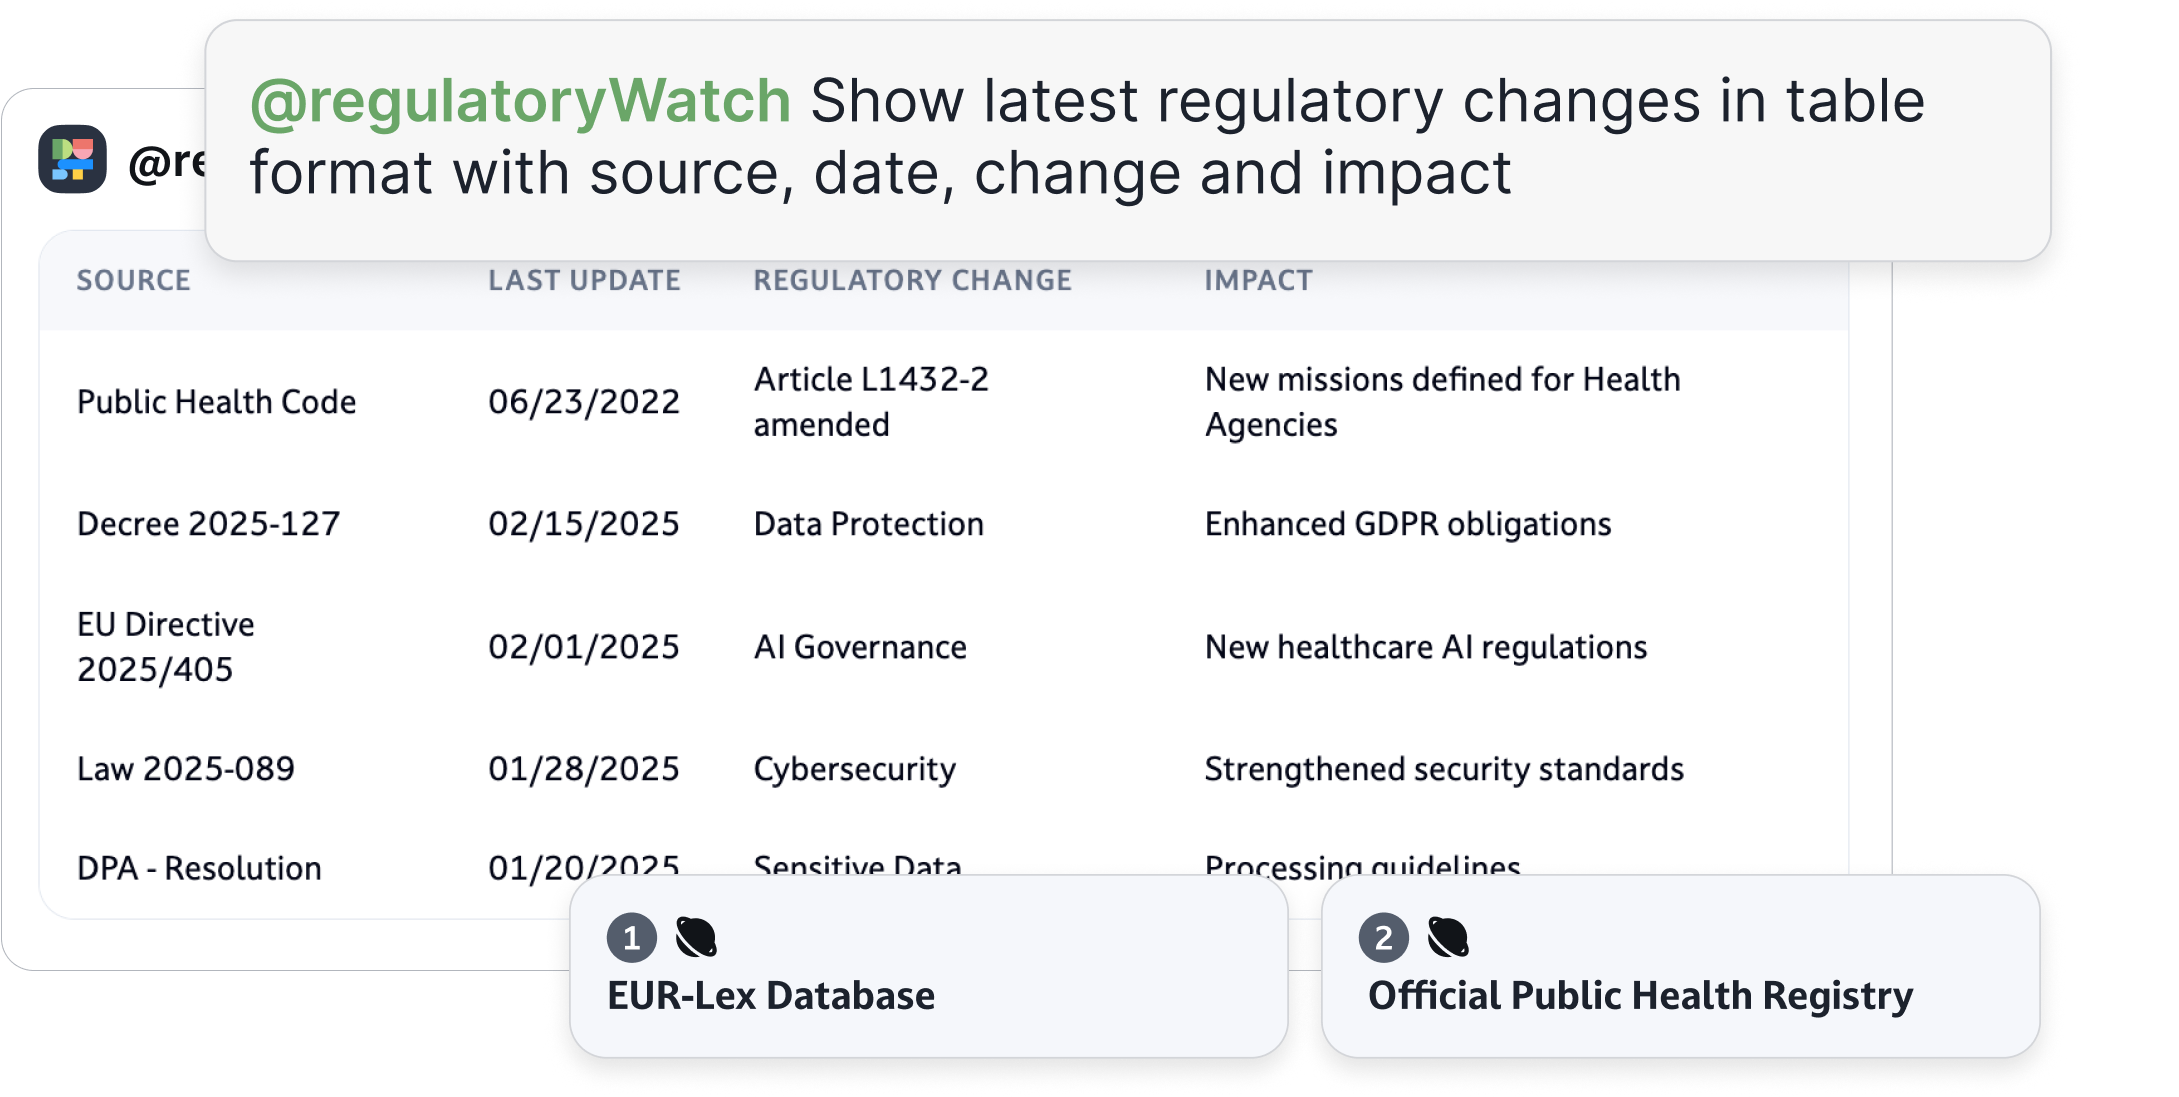 @regulatoryWatch Show latest regulatory changes in table
format with source, date, change and impact
@re
SOURCE LAST UPDATE REGULATORY CHANGE IMPACT
Public Health Code 06/23/2022 Article L1432-2 New missions defined for Health
amended Agencies
Decree 2025-127 02/15/2025 Data Protection Enhanced GDPR obligations
EU Directive
2025/405 02/01/2025 AI Governance New healthcare AI regulations
Law 2025-089 01/28/2025 Cybersecurity Strengthened security standards
DPA - Resolution 01/20/2025 Sensitive Data Processing guidelines
1
EUR-Lex Database
2
Official Public Health Registry